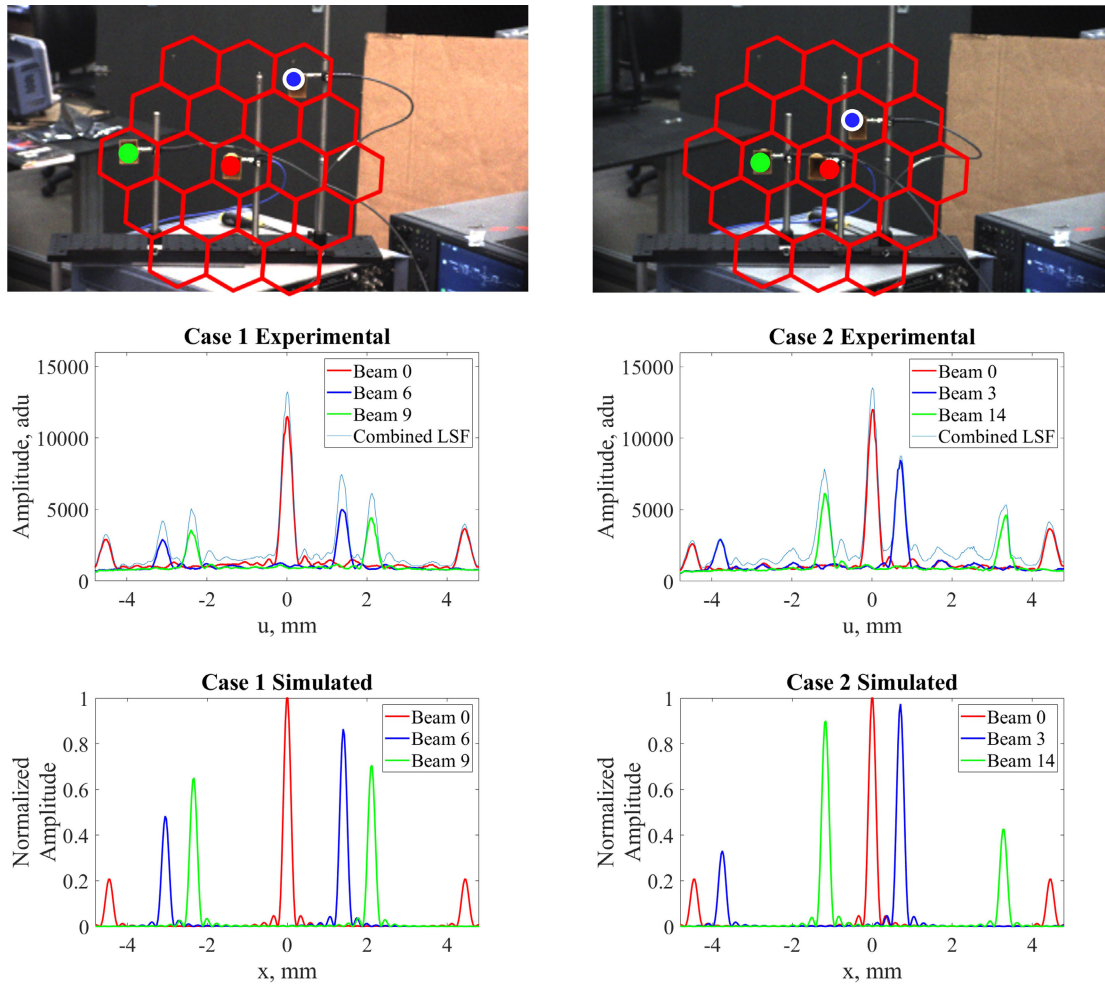 Case 1 Experimental
15000
10000
5000
0
Amplitude, adu
Beam 0
Beam 6
Beam 9
Combined LSF
-4 -2 0 2 4
u, mm
Case 2 Experimental
15000
10000
5000
0
Amplitude, adu
Beam 0
Beam 3
Beam 14
Combined LSF
-4 -2 0 2 4
u, mm
Case 1 Simulated
1
0.8
0.6
0.4
0.2
0
Normalized
Amplitude
Beam 0
Beam 6
Beam 9
-4 -2 0 2 4
x, mm
Case 2 Simulated
1
0.8
0.6
0.4
0.2
0
Normalized
Amplitude
Beam 0
Beam 3
Beam 14
-4 -2 0 2 4
x, mm